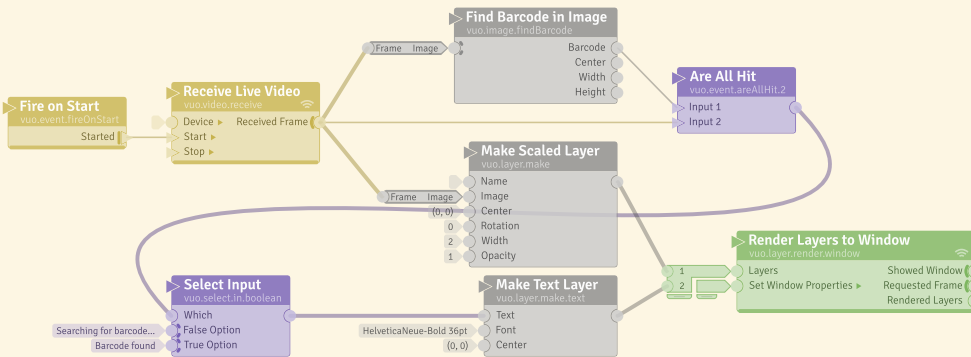 Fire on Start
vuo.event.fireOnStart
Started
Receive Live Video
vuo.video.receive
Device
Received Frame
Start
Stop
Frame Image
Find Barcode in Image
vuo.image.findBarcode
Barcode
Center
Width
Height
Are All Hit
vuo.event.areAllHit.2
Input 1
Input 2
Frame Image
Make Scaled Layer
vuo.layer.make
Name
Image
(0, 0) Center
0 Rotation
2 Width
1 Opacity
Select Input
vuo.select.in.boolean
Which
Searching for barcode... False Option
Barcode found True Option
Make Text Layer
vuo.layer.make.text
Text
HelveticaNeue-Bold 36pt Font
(0, 0) Center
1
2
Render Layers to Window
vuo.layer.render.window
Layers Showed Window
Set Window Properties Requested Frame
Rendered Layers